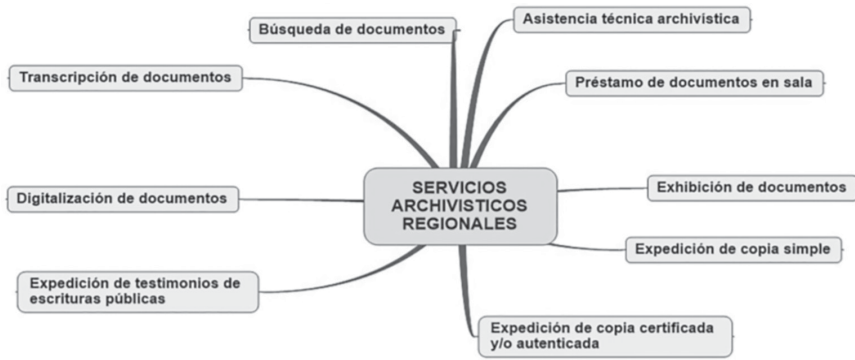 Búsqueda de documentos
Asistencia técnica archivística
Transcripción de documentos
Préstamo de documentos en sala
SERVICIOS
ARCHIVISTICOS
REGIONALES
Digitalización de documentos
Exhibición de documentos
Expedición de copia simple
Expedición de testimonios de
escrituras públicas
Expedición de copia certificada
y/o autenticada